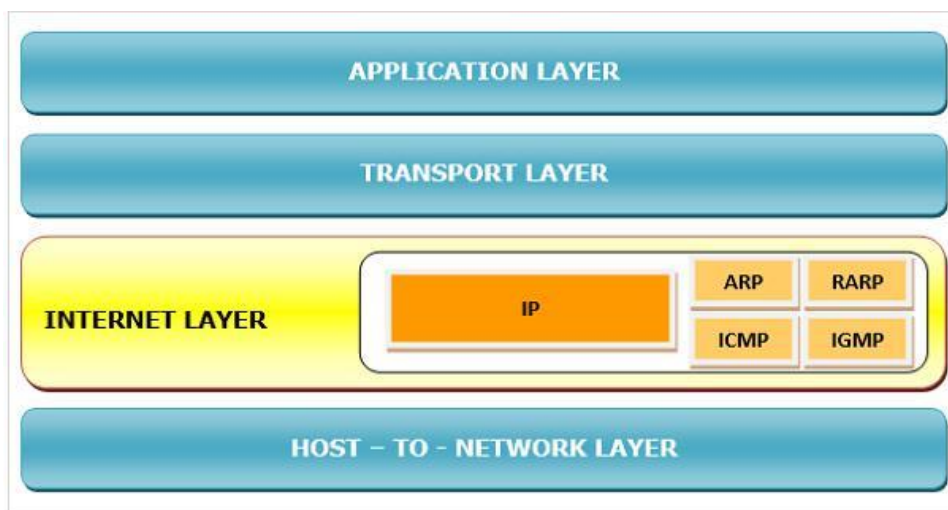 APPLICATION LAYER
TRANSPORT LAYER
INTERNET LAYER
IP
ARP
RARP
ICMP
IGMP
HOST – TO - NETWORK LAYER